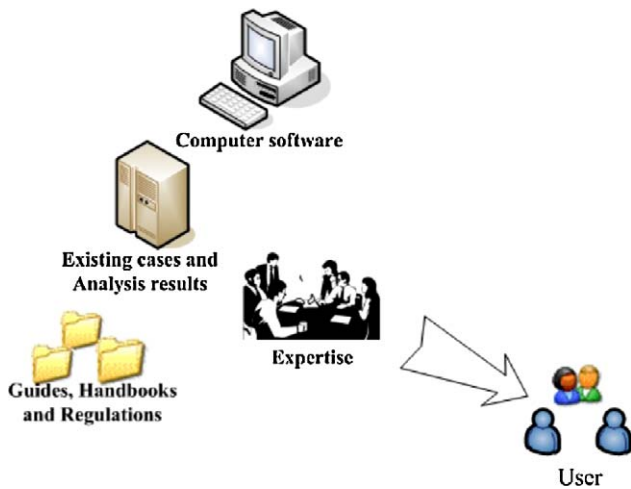 Computer software
Existing cases and
Analysis results
Expertise
Guides, Handbooks
and Regulations
User